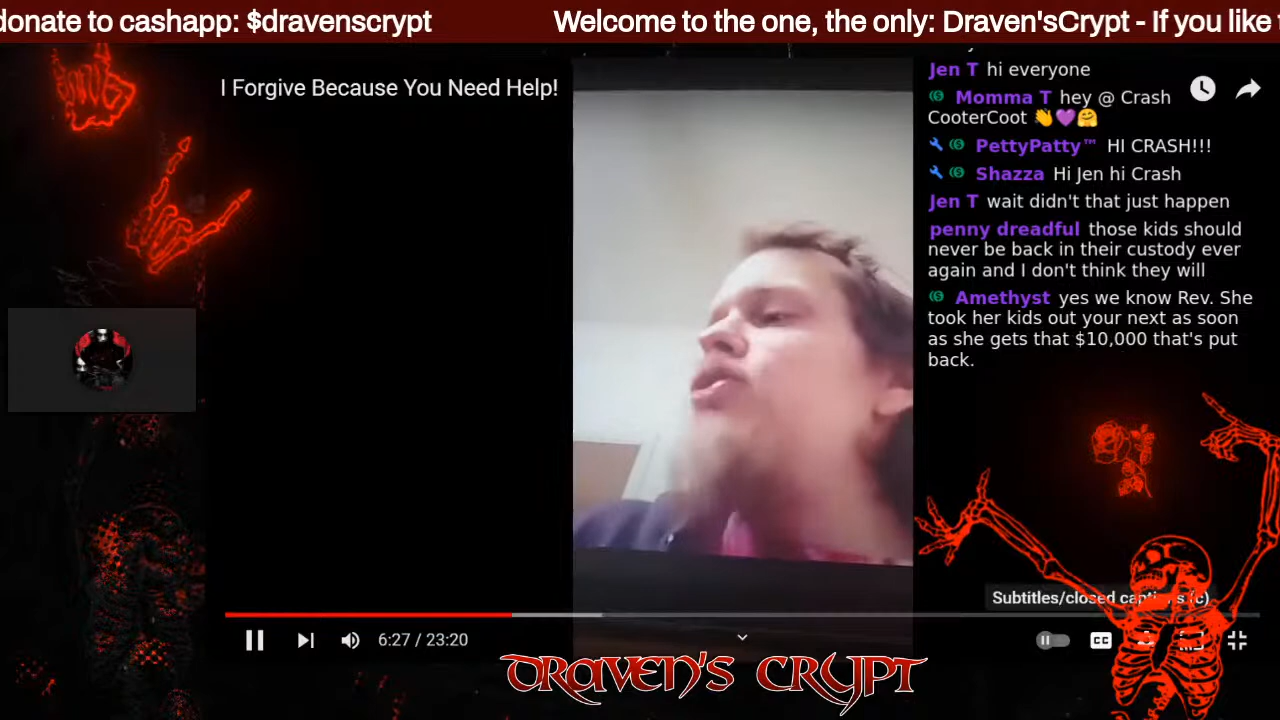 donate to cashapp: $dravenscrypt Welcome to the one, the only: Draven'sCrypt - If you like
I Forgive Because You Need Help!
Jen T hi everyone
Momma T hey @ Crash
CooterCoot 👋💜🤗
PettyPatty™ HI CRASH!!!
Shazza Hi Jen hi Crash
Jen T wait didn't that just happen
penny dreadful those kids should
never be back in their custody ever
again and I don't think they will
Amethyst yes we know Rev. She
took her kids out your next as soon
as she gets that $10,000 that's put
back.
Subtitles/closed captions (c)
6:27 / 23:20
CC
DRAVEN'S CRYPT